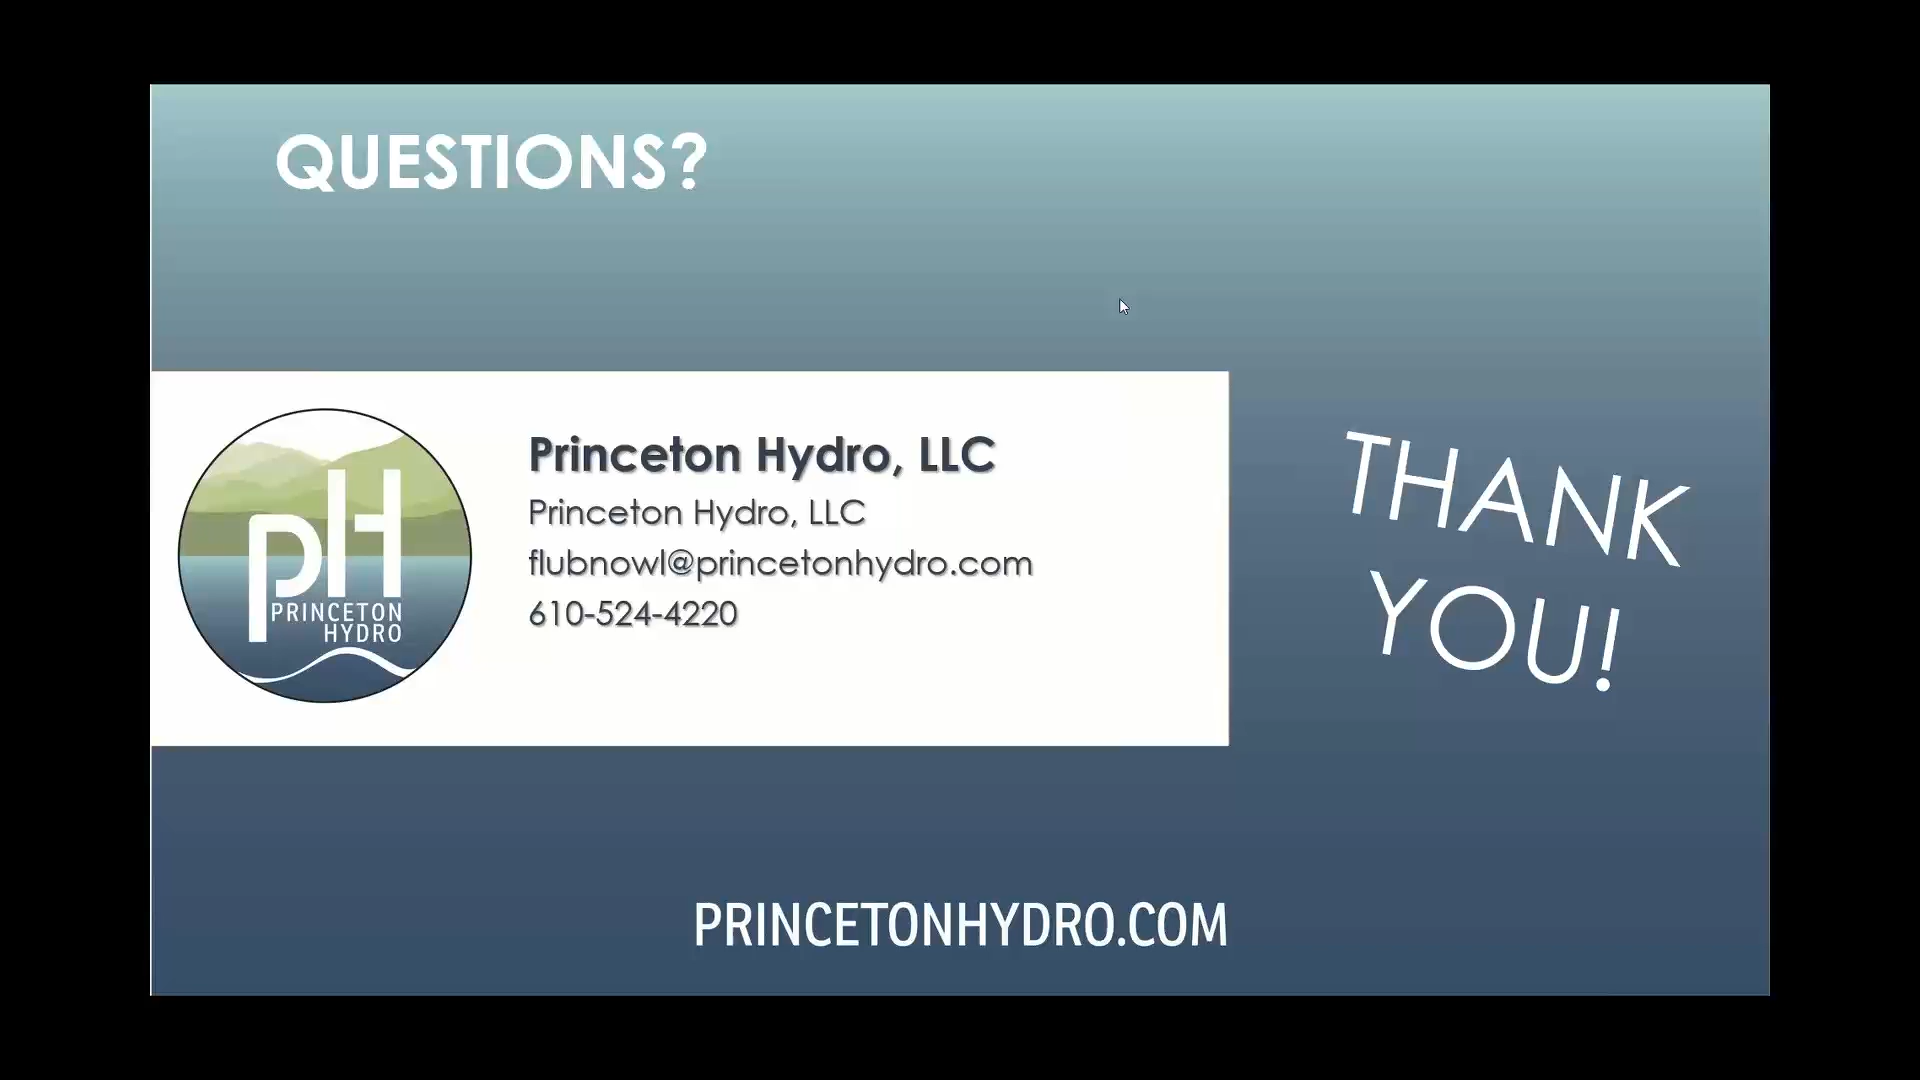 QUESTIONS?
pH
PRINCETON
HYDRO
Princeton Hydro, LLC
Princeton Hydro, LLC
flubnowl@princetonhydro.com
610-524-4220
THANK
YOU!
PRINCETONHYDRO.COM